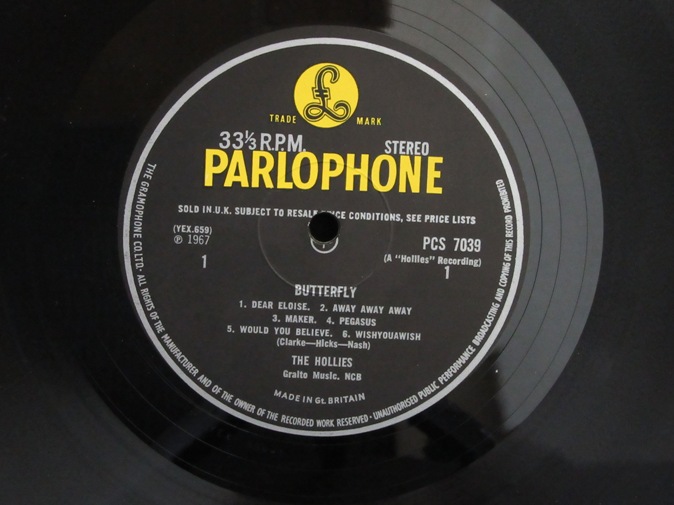 £
TRADE MARK
33⅓ R.P.M. STEREO
PARLOPHONE
SOLD IN U.K. SUBJECT TO RESALE PRICE CONDITIONS, SEE PRICE LISTS
(YEX.659) PCS 7039
℗ 1967 (A "Hollies" Recording)
1 1
BUTTERFLY
1. DEAR ELOISE. 2. AWAY AWAY AWAY
3. MAKER. 4. PEGASUS
5. WOULD YOU BELIEVE. 6. WISHYOUAWISH
(Clarke—Hicks—Nash)
THE HOLLIES
Gralto Music. NCB
MADE IN Gt. BRITAIN
THE GRAMOPHONE CO. LTD. · ALL RIGHTS OF THE MANUFACTURER AND OF THE OWNER OF THE RECORDED WORK RESERVED · UNAUTHORISED PUBLIC PERFORMANCE BROADCASTING AND COPYING OF THIS RECORD PROHIBITED